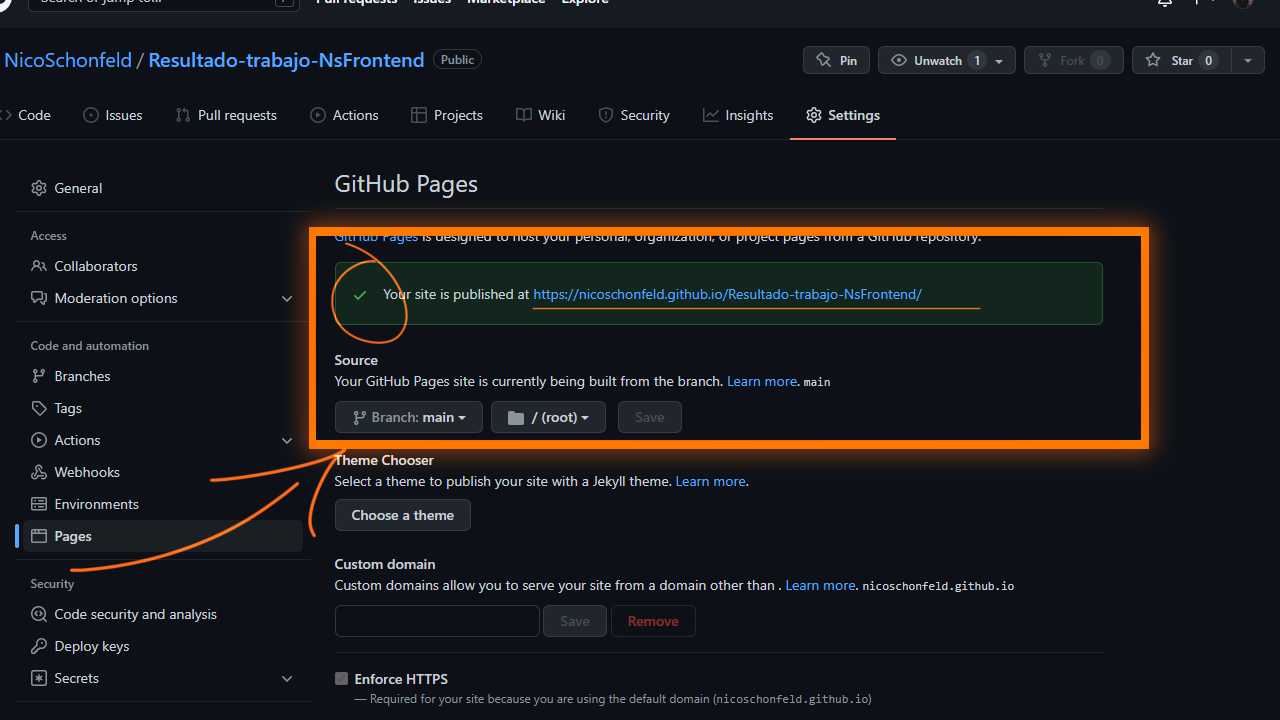 Search or jump to...
/
Pull requests Issues Marketplace Explore
NicoSchonfeld / Resultado-trabajo-NsFrontend Public
Pin Unwatch 1 Fork 0 Star 0
Code Issues Pull requests Actions Projects Wiki Security Insights Settings
General
Access
Collaborators
Moderation options
Code and automation
Branches
Tags
Actions
Webhooks
Environments
Pages
Security
Code security and analysis
Deploy keys
Secrets
GitHub Pages
GitHub Pages is designed to host your personal, organization, or project pages from a GitHub repository.
Your site is published at https://nicoschonfeld.github.io/Resultado-trabajo-NsFrontend/
Source
Your GitHub Pages site is currently being built from the branch. Learn more. main
Branch: main / (root) Save
Theme Chooser
Select a theme to publish your site with a Jekyll theme. Learn more.
Choose a theme
Custom domain
Custom domains allow you to serve your site from a domain other than . Learn more. nicoschonfeld.github.io
Save Remove
Enforce HTTPS
— Required for your site because you are using the default domain (nicoschonfeld.github.io)